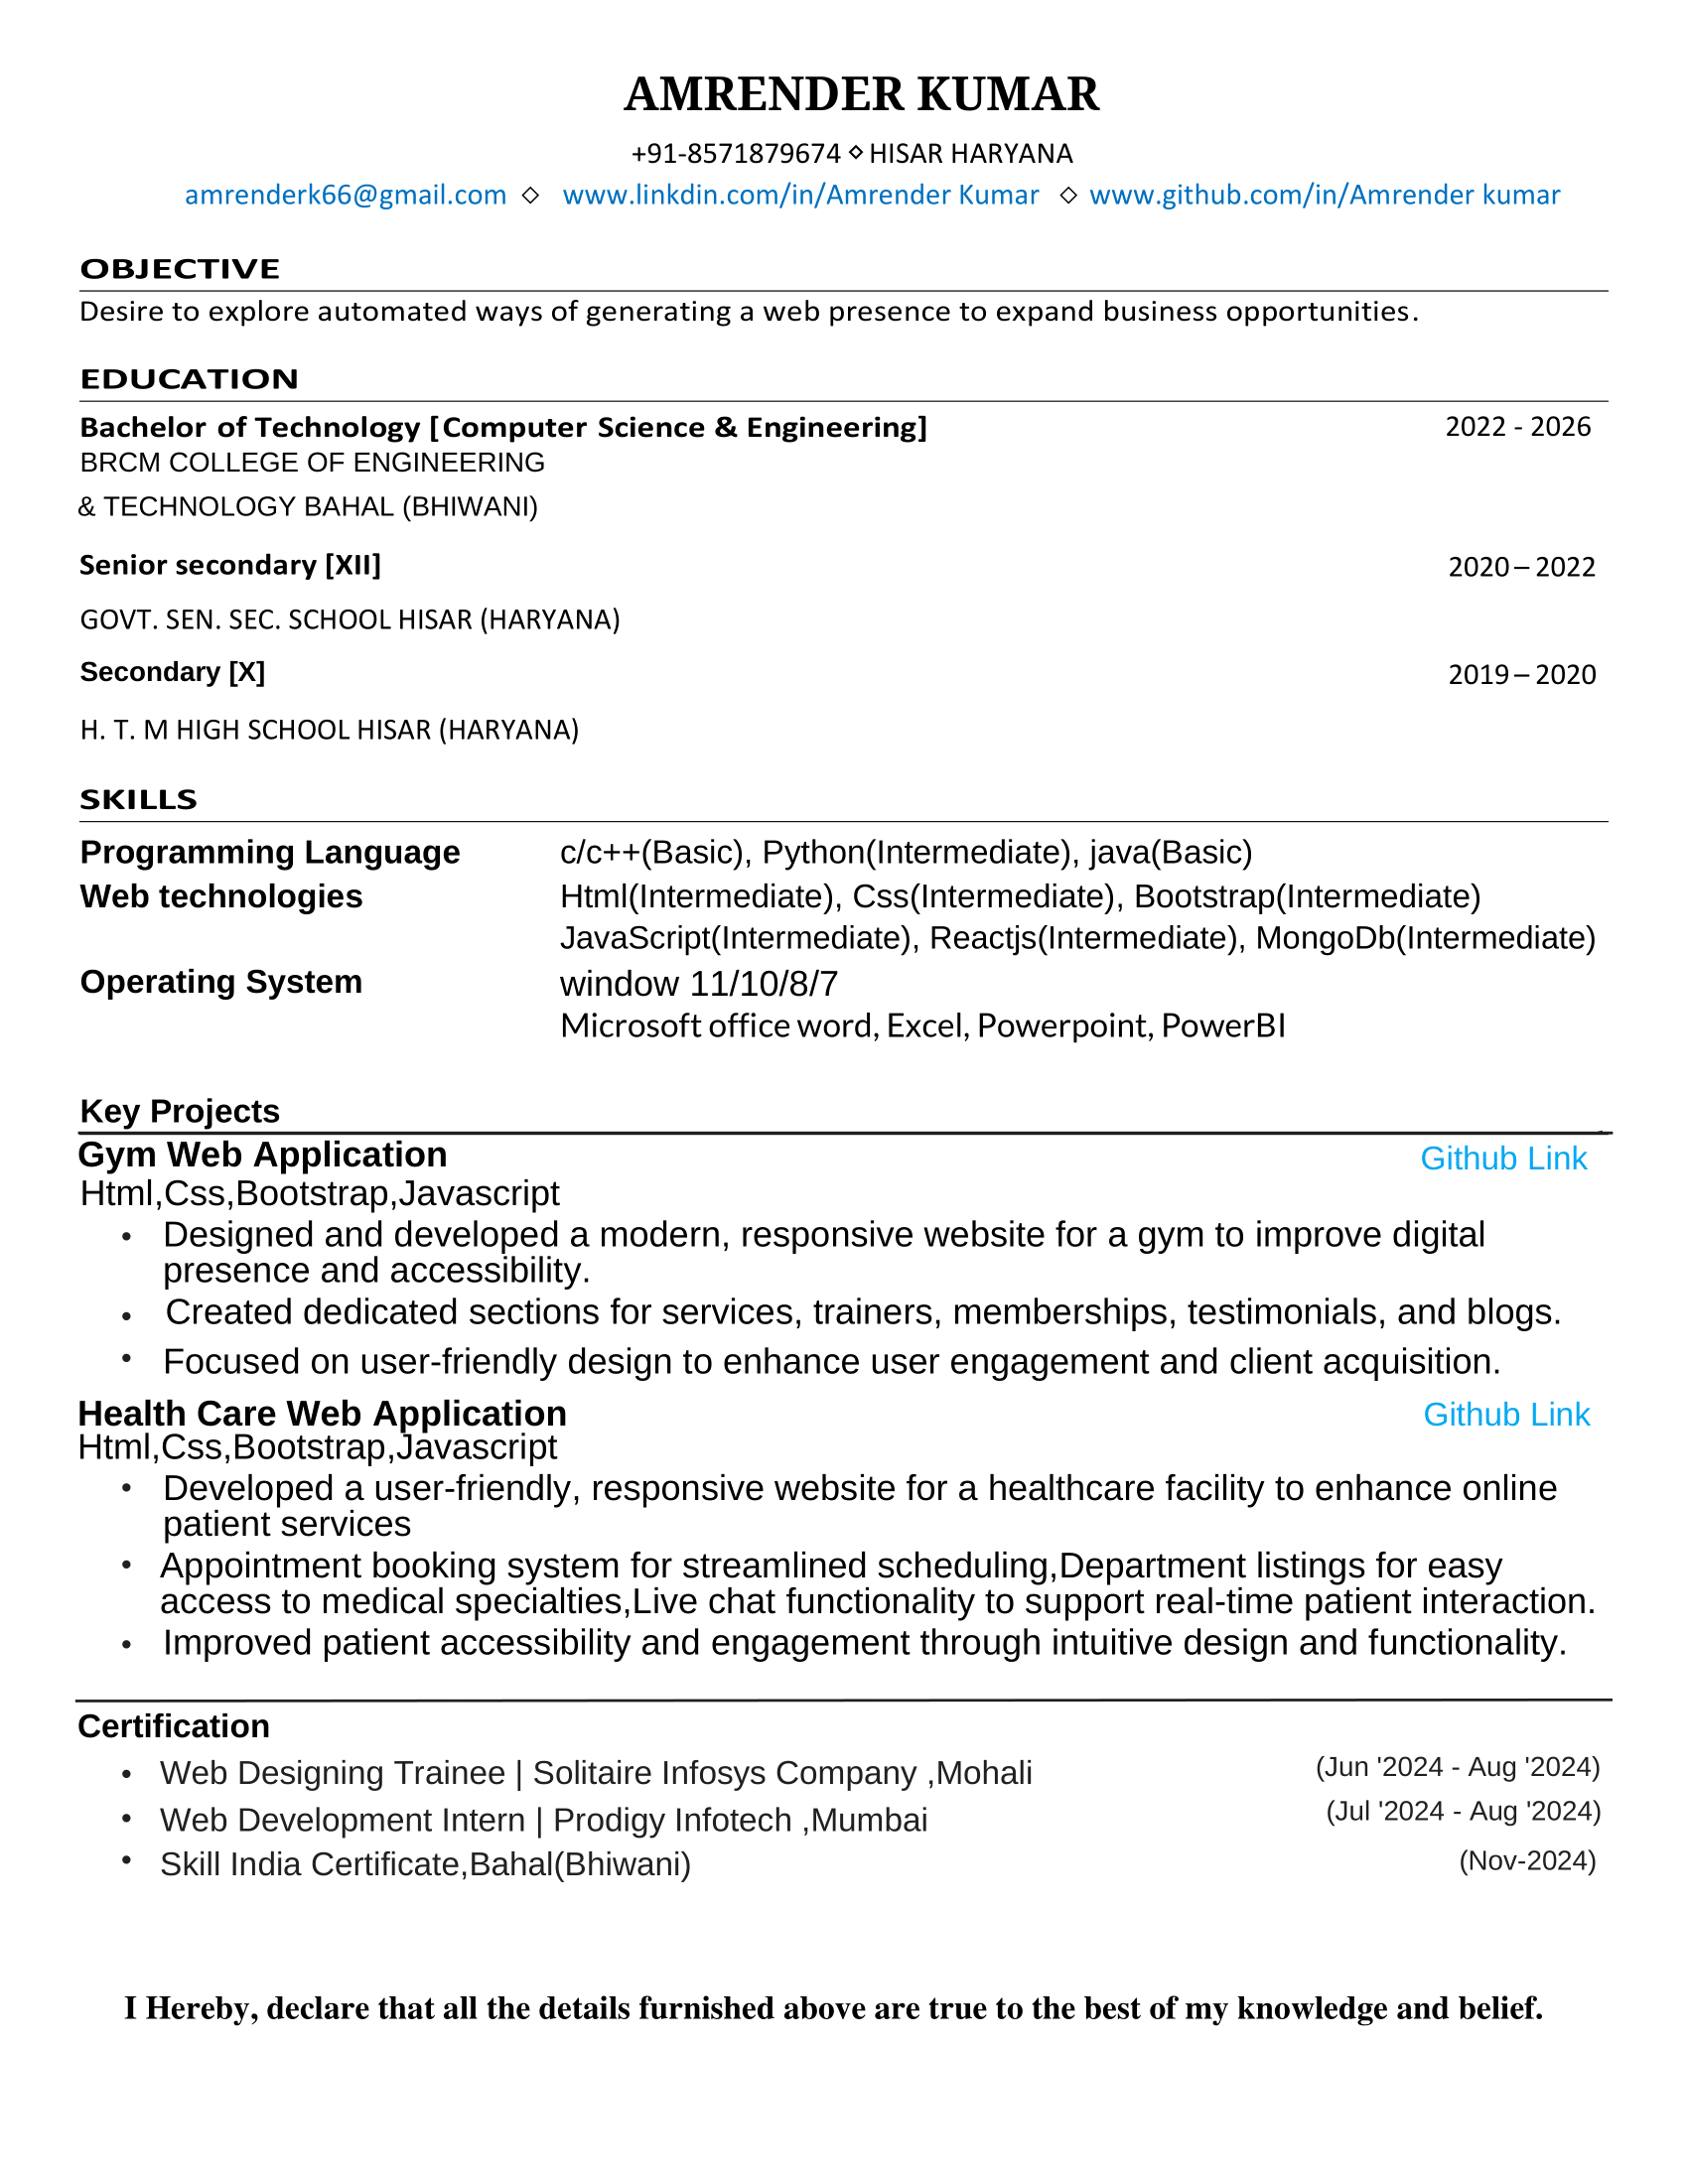 AMRENDER KUMAR
+91-8571879674 ⋄ HISAR HARYANA
amrenderk66@gmail.com ⋄ www.linkdin.com/in/Amrender Kumar ⋄ www.github.com/in/Amrender kumar
OBJECTIVE
Desire to explore automated ways of generating a web presence to expand business opportunities.
EDUCATION
Bachelor of Technology [Computer Science & Engineering] 2022 - 2026
BRCM COLLEGE OF ENGINEERING
& TECHNOLOGY BAHAL (BHIWANI)
Senior secondary [XII] 2020 – 2022
GOVT. SEN. SEC. SCHOOL HISAR (HARYANA)
Secondary [X] 2019 – 2020
H. T. M HIGH SCHOOL HISAR (HARYANA)
SKILLS
Programming Language c/c++(Basic), Python(Intermediate), java(Basic)
Web technologies Html(Intermediate), Css(Intermediate), Bootstrap(Intermediate)
JavaScript(Intermediate), Reactjs(Intermediate), MongoDb(Intermediate)
Operating System window 11/10/8/7
Microsoft office word, Excel, Powerpoint, PowerBI
Key Projects
Gym Web Application Github Link
Html,Css,Bootstrap,Javascript
• Designed and developed a modern, responsive website for a gym to improve digital
presence and accessibility.
• Created dedicated sections for services, trainers, memberships, testimonials, and blogs.
• Focused on user-friendly design to enhance user engagement and client acquisition.
Health Care Web Application Github Link
Html,Css,Bootstrap,Javascript
• Developed a user-friendly, responsive website for a healthcare facility to enhance online
patient services
• Appointment booking system for streamlined scheduling,Department listings for easy
access to medical specialties,Live chat functionality to support real-time patient interaction.
• Improved patient accessibility and engagement through intuitive design and functionality.
Certification
• Web Designing Trainee | Solitaire Infosys Company ,Mohali (Jun '2024 - Aug '2024)
• Web Development Intern | Prodigy Infotech ,Mumbai (Jul '2024 - Aug '2024)
• Skill India Certificate,Bahal(Bhiwani) (Nov-2024)
I Hereby, declare that all the details furnished above are true to the best of my knowledge and belief.